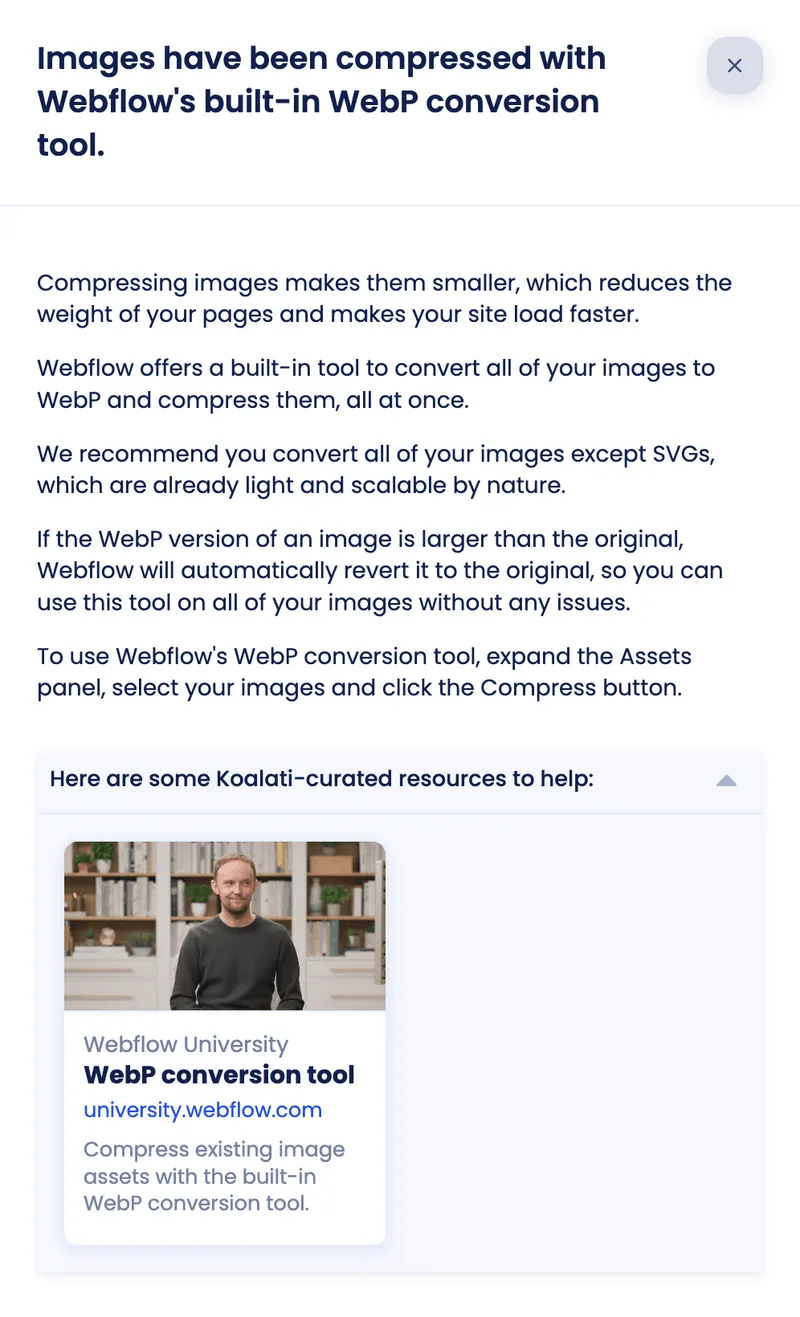 Images have been compressed with
Webflow's built-in WebP conversion
tool.
Compressing images makes them smaller, which reduces the
weight of your pages and makes your site load faster.
Webflow offers a built-in tool to convert all of your images to
WebP and compress them, all at once.
We recommend you convert all of your images except SVGs,
which are already light and scalable by nature.
If the WebP version of an image is larger than the original,
Webflow will automatically revert it to the original, so you can
use this tool on all of your images without any issues.
To use Webflow's WebP conversion tool, expand the Assets
panel, select your images and click the Compress button.
Here are some Koalati-curated resources to help:
Webflow University
WebP conversion tool
university.webflow.com
Compress existing image
assets with the built-in
WebP conversion tool.